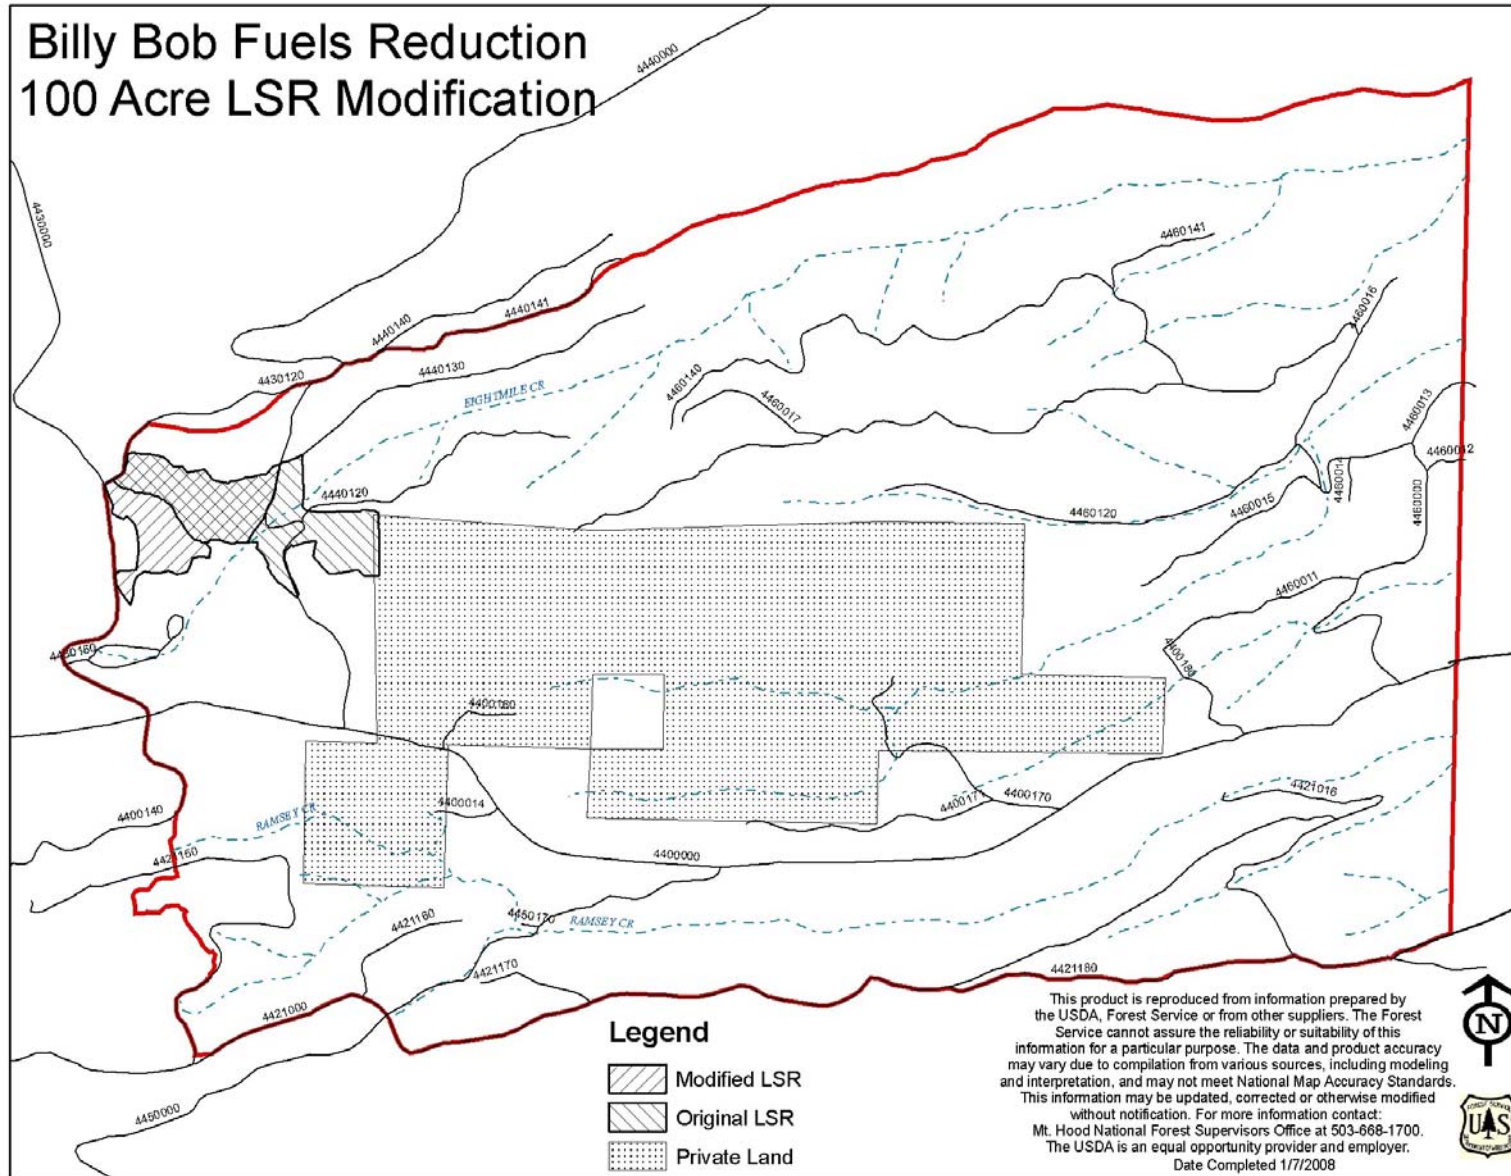 Billy Bob Fuels Reduction
100 Acre LSR Modification
4440000
4430000
4460141
4440141
4440140
4460016
4440130
4430120
4460140
EIGHTMILE CR
4460017
4460013
4460012
4460014
4440120
4460000
4460120
4460015
4460011
4430160
4400180
4400160
4421016
4400140
RAMSEY CR
4400014
4400171
4400170
4421150
4400000
4421160
4450170
RAMSEY CR
4421170
4421180
4421000
4450000
Legend
Modified LSR
Original LSR
Private Land
This product is reproduced from information prepared by
the USDA, Forest Service or from other suppliers. The Forest
Service cannot assure the reliability or suitability of this
information for a particular purpose. The data and product accuracy
may vary due to compilation from various sources, including modeling
and interpretation, and may not meet National Map Accuracy Standards.
This information may be updated, corrected or otherwise modified
without notification. For more information contact:
Mt. Hood National Forest Supervisors Office at 503-668-1700.
The USDA is an equal opportunity provider and employer.
Date Completed 1/7/2008
N
FOREST SERVICE
U S